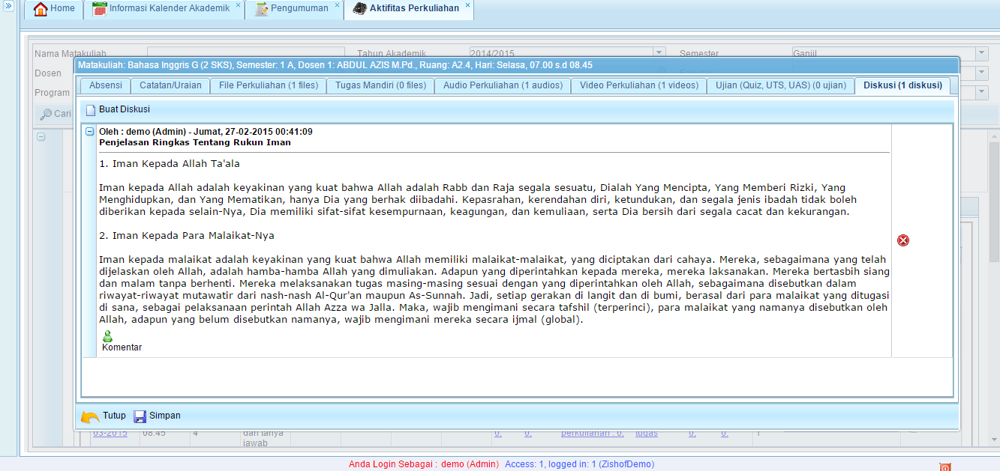 Home
Informasi Kalender Akademik
Pengumuman
Aktifitas Perkuliahan
Nama Matakuliah
Tahun Akademik
2014/2015
Semester
Ganjil
Dosen
Program
Cari
Matakuliah: Bahasa Inggris G (2 SKS), Semester: 1 A, Dosen 1: ABDUL AZIS M.Pd., Ruang: A2.4, Hari: Selasa, 07.00 s.d 08.45
Absensi
Catatan/Uraian
File Perkuliahan (1 files)
Tugas Mandiri (0 files)
Audio Perkuliahan (1 audios)
Video Perkuliahan (1 videos)
Ujian (Quiz, UTS, UAS) (0 ujian)
Diskusi (1 diskusi)
Buat Diskusi
Oleh : demo (Admin) - Jumat, 27-02-2015 00:41:09
Penjelasan Ringkas Tentang Rukun Iman
1. Iman Kepada Allah Ta'ala
Iman kepada Allah adalah keyakinan yang kuat bahwa Allah adalah Rabb dan Raja segala sesuatu, Dialah Yang Mencipta, Yang Memberi Rizki, Yang
Menghidupkan, dan Yang Mematikan, hanya Dia yang berhak diibadahi. Kepasrahan, kerendahan diri, ketundukan, dan segala jenis ibadah tidak boleh
diberikan kepada selain-Nya, Dia memiliki sifat-sifat kesempurnaan, keagungan, dan kemuliaan, serta Dia bersih dari segala cacat dan kekurangan.
2. Iman Kepada Para Malaikat-Nya
Iman kepada malaikat adalah keyakinan yang kuat bahwa Allah memiliki malaikat-malaikat, yang diciptakan dari cahaya. Mereka, sebagaimana yang telah
dijelaskan oleh Allah, adalah hamba-hamba Allah yang dimuliakan. Adapun yang diperintahkan kepada mereka, mereka laksanakan. Mereka bertasbih siang
dan malam tanpa berhenti. Mereka melaksanakan tugas masing-masing sesuai dengan yang diperintahkan oleh Allah, sebagaimana disebutkan dalam
riwayat-riwayat mutawatir dari nash-nash Al-Qur'an maupun As-Sunnah. Jadi, setiap gerakan di langit dan di bumi, berasal dari para malaikat yang ditugasi
di sana, sebagai pelaksanaan perintah Allah Azza wa Jalla. Maka, wajib mengimani secara tafshil (terperinci), para malaikat yang namanya disebutkan oleh
Allah, adapun yang belum disebutkan namanya, wajib mengimani mereka secara ijmal (global).
Komentar
Tutup
Simpan
03-2015
08.45
4
dan tanya
jawab
0,
0,
perkuliahan : 0,
tugas
0,
0,
1
Anda Login Sebagai : demo (Admin) Access: 1, logged in: 1 (ZishofDemo)